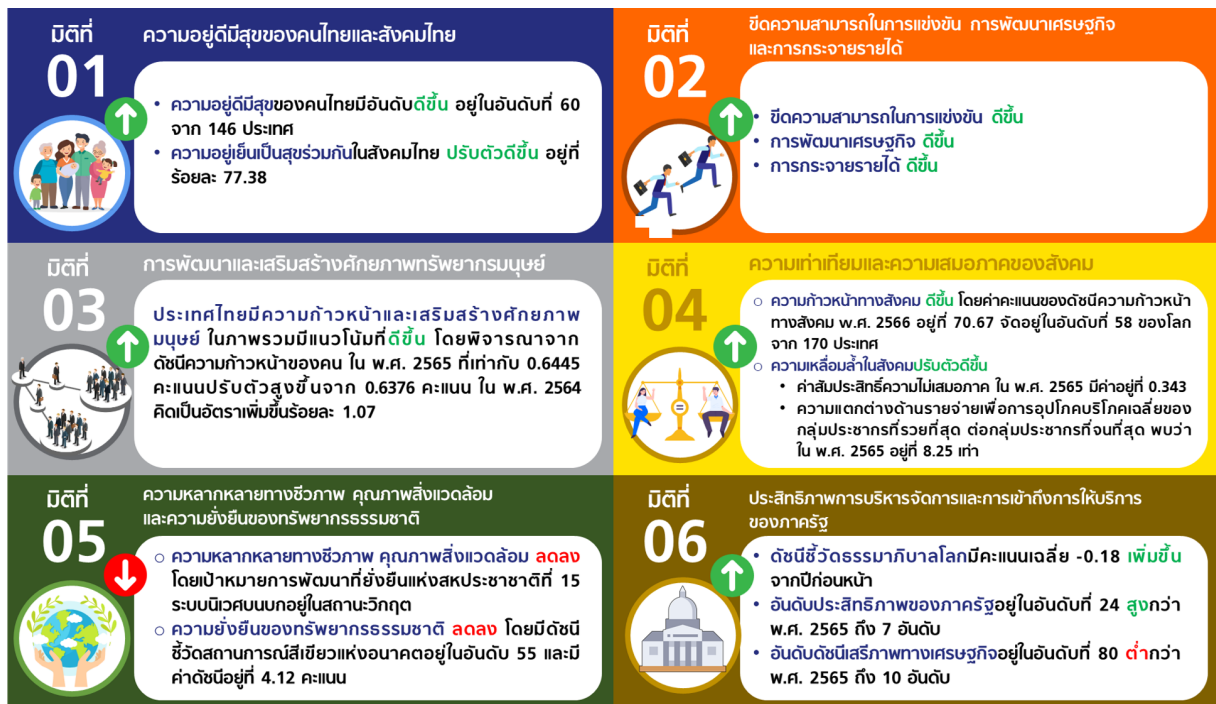 มิติที่
01
ความอยู่ดีมีสุขของคนไทยและสังคมไทย
• ความอยู่ดีมีสุขของคนไทยมีอันดับดีขึ้น อยู่ในอันดับที่ 60
จาก 146 ประเทศ
• ความอยู่เย็นเป็นสุขร่วมกันในสังคมไทย ปรับตัวดีขึ้น อยู่ที่
ร้อยละ 77.38
มิติที่
02
ขีดความสามารถในการแข่งขัน การพัฒนาเศรษฐกิจ
และการกระจายรายได้
• ขีดความสามารถในการแข่งขัน ดีขึ้น
• การพัฒนาเศรษฐกิจ ดีขึ้น
• การกระจายรายได้ ดีขึ้น
มิติที่
03
การพัฒนาและเสริมสร้างศักยภาพทรัพยากรมนุษย์
ประเทศไทยมีความก้าวหน้าและเสริมสร้างศักยภาพ
มนุษย์ ในภาพรวมมีแนวโน้มที่ดีขึ้น โดยพิจารณาจาก
ดัชนีความก้าวหน้าของคน ใน พ.ศ. 2565 ที่เท่ากับ 0.6445
คะแนนปรับตัวสูงขึ้นจาก 0.6376 คะแนน ใน พ.ศ. 2564
คิดเป็นอัตราเพิ่มขึ้นร้อยละ 1.07
มิติที่
04
ความเท่าเทียมและความเสมอภาคของสังคม
○ ความก้าวหน้าทางสังคม ดีขึ้น โดยค่าคะแนนของดัชนีความก้าวหน้า
ทางสังคม พ.ศ. 2566 อยู่ที่ 70.67 จัดอยู่ในอันดับที่ 58 ของโลก
จาก 170 ประเทศ
○ ความเหลื่อมล้ำในสังคมปรับตัวดีขึ้น
• ค่าสัมประสิทธิ์ความไม่เสมอภาค ใน พ.ศ. 2565 มีค่าอยู่ที่ 0.343
• ความแตกต่างด้านรายจ่ายเพื่อการอุปโภคบริโภคเฉลี่ยของ
กลุ่มประชากรที่รวยที่สุด ต่อกลุ่มประชากรที่จนที่สุด พบว่า
ใน พ.ศ. 2565 อยู่ที่ 8.25 เท่า
มิติที่
05
ความหลากหลายทางชีวภาพ คุณภาพสิ่งแวดล้อม
และความยั่งยืนของทรัพยากรธรรมชาติ
○ ความหลากหลายทางชีวภาพ คุณภาพสิ่งแวดล้อม ลดลง
โดยเป้าหมายการพัฒนาที่ยั่งยืนแห่งสหประชาชาติที่ 15
ระบบนิเวศบนบกอยู่ในสถานะวิกฤต
○ ความยั่งยืนของทรัพยากรธรรมชาติ ลดลง โดยมีดัชนี
ชี้วัดสถานการณ์สีเขียวแห่งอนาคตอยู่ในอันดับ 55 และมี
ค่าดัชนีอยู่ที่ 4.12 คะแนน
มิติที่
06
ประสิทธิภาพการบริหารจัดการและการเข้าถึงการให้บริการ
ของภาครัฐ
• ดัชนีชี้วัดธรรมาภิบาลโลกมีคะแนนเฉลี่ย -0.18 เพิ่มขึ้น
จากปีก่อนหน้า
• อันดับประสิทธิภาพของภาครัฐอยู่ในอันดับที่ 24 สูงกว่า
พ.ศ. 2565 ถึง 7 อันดับ
• อันดับดัชนีเสรีภาพทางเศรษฐกิจอยู่ในอันดับที่ 80 ต่ำกว่า
พ.ศ. 2565 ถึง 10 อันดับ